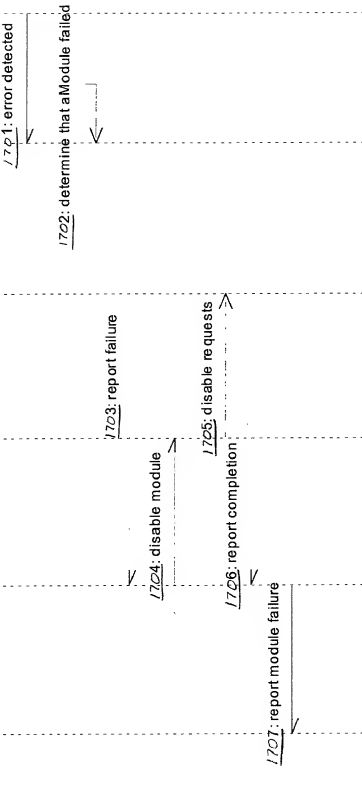 1701: error detected
1702: determine that aModule failed
1703: report failure
1704: disable module
1705: disable requests
1706: report completion
1707: report module failure